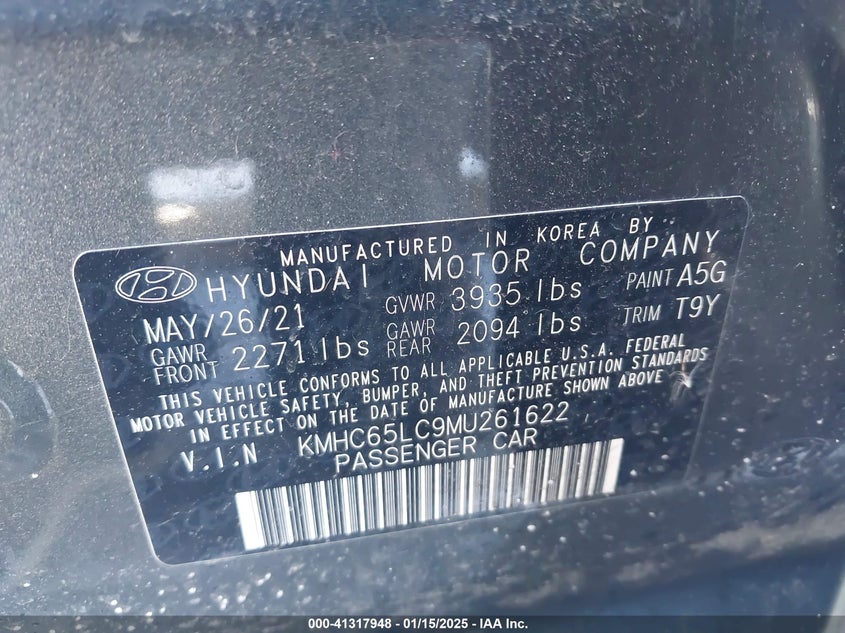 MANUFACTURED IN KOREA BY
HYUNDAI MOTOR COMPANY
MAY/26/21 GVWR 3935 lbs PAINT A5G
GAWR FRONT 2271 lbs GAWR REAR 2094 lbs TRIM T9Y
THIS VEHICLE CONFORMS TO ALL APPLICABLE U.S.A. FEDERAL
MOTOR VEHICLE SAFETY, BUMPER, AND THEFT PREVENTION STANDARDS
IN EFFECT ON THE DATE OF MANUFACTURE SHOWN ABOVE
V.I.N KMHC65LC9MU261622
PASSENGER CAR
000-41317948 - 01/15/2025 - IAA Inc.